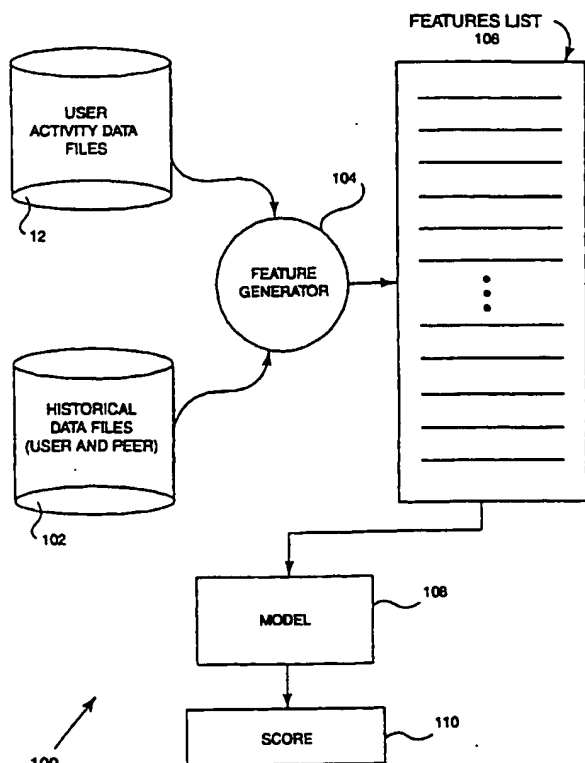 FEATURES LIST
106
USER
ACTIVITY DATA
FILES
12
104
FEATURE
GENERATOR
HISTORICAL
DATA FILES
(USER AND PEER)
102
MODEL
108
SCORE
110
100